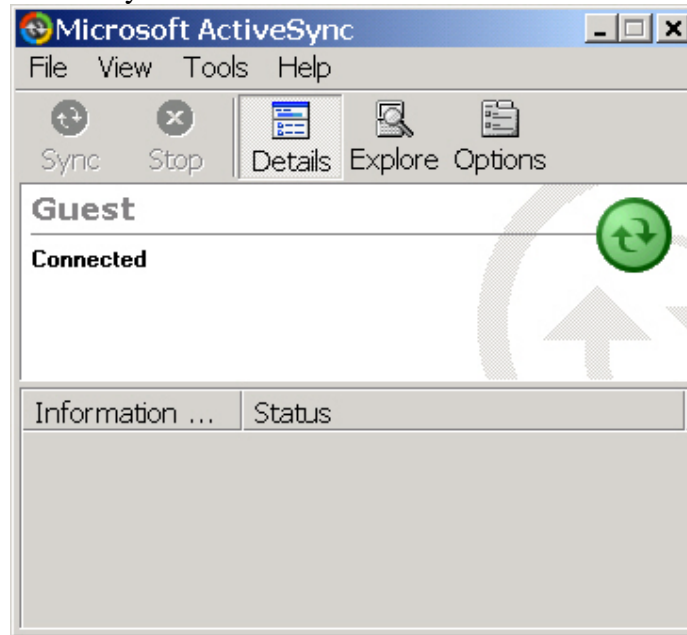 Microsoft ActiveSync
File View Tools Help
Sync Stop Details Explore Options
Guest
Connected
Information ... Status